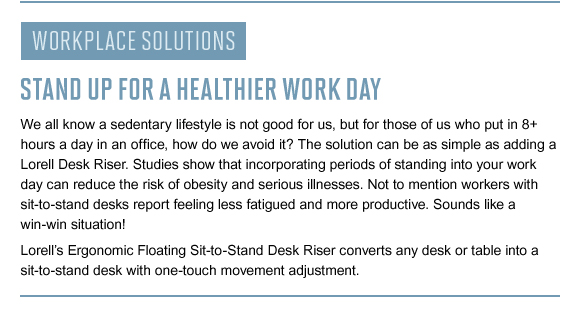 WORKPLACE SOLUTIONS
STAND UP FOR A HEALTHIER WORK DAY
We all know a sedentary lifestyle is not good for us, but for those of us who put in 8+
hours a day in an office, how do we avoid it? The solution can be as simple as adding a
Lorell Desk Riser. Studies show that incorporating periods of standing into your work
day can reduce the risk of obesity and serious illnesses. Not to mention workers with
sit-to-stand desks report feeling less fatigued and more productive. Sounds like a
win-win situation!
Lorell’s Ergonomic Floating Sit-to-Stand Desk Riser converts any desk or table into a
sit-to-stand desk with one-touch movement adjustment.